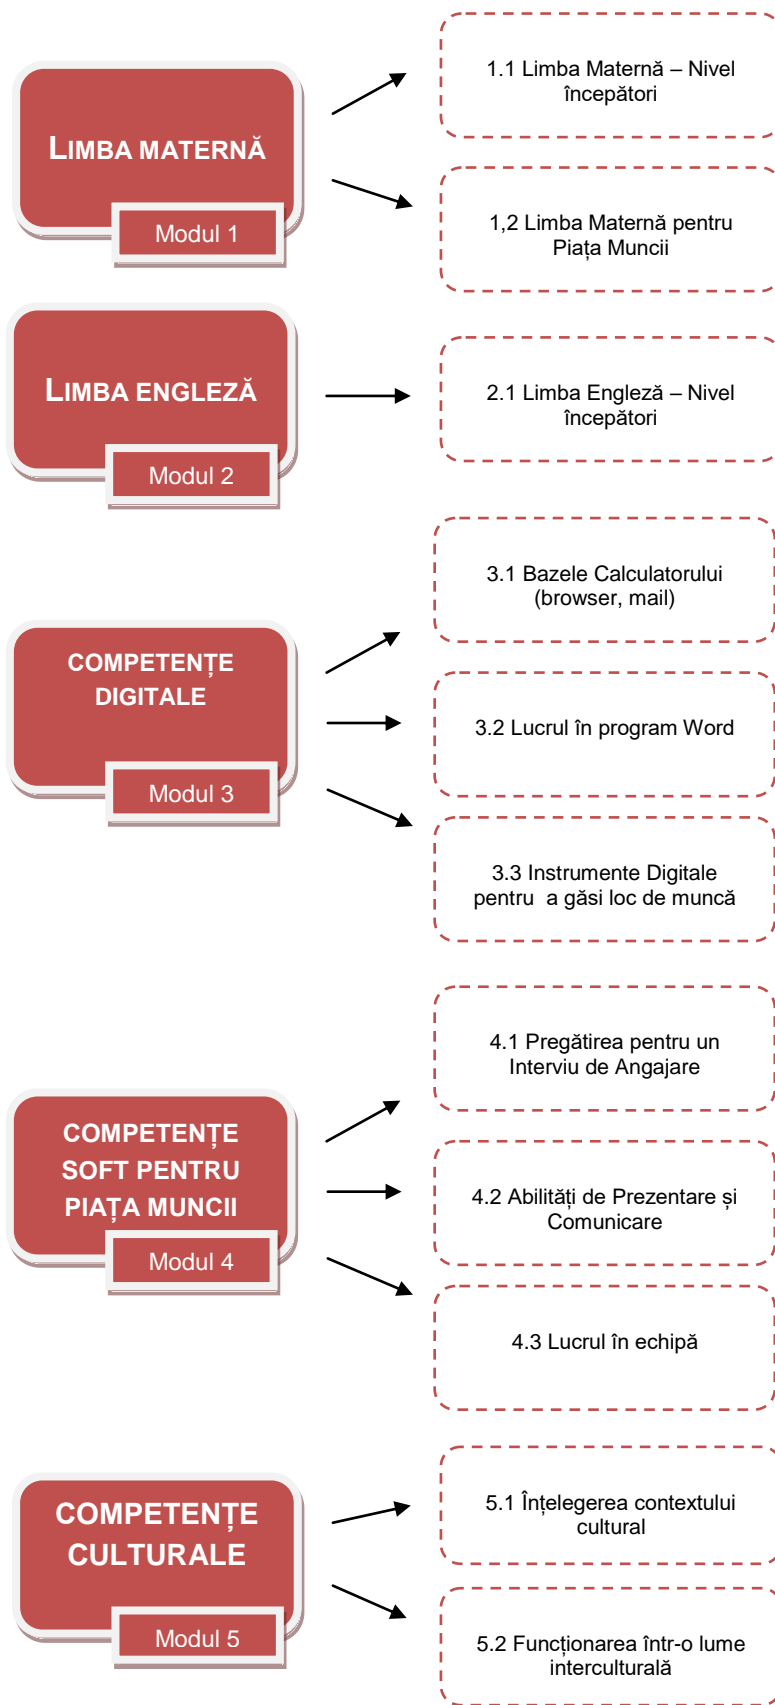 LIMBA MATERNĂ
Modul 1
1.1 Limba Maternă – Nivel
începători
1,2 Limba Maternă pentru
Piața Muncii
LIMBA ENGLEZĂ
Modul 2
2.1 Limba Engleză – Nivel
începători
COMPETENȚE
DIGITALE
Modul 3
3.1 Bazele Calculatorului
(browser, mail)
3.2 Lucrul în program Word
3.3 Instrumente Digitale
pentru  a găsi loc de muncă
COMPETENȚE
SOFT PENTRU
PIAȚA MUNCII
Modul 4
4.1 Pregătirea pentru un
Interviu de Angajare
4.2 Abilități de Prezentare și
Comunicare
4.3 Lucrul în echipă
COMPETENȚE
CULTURALE
Modul 5
5.1 Înțelegerea contextului
cultural
5.2 Funcționarea într-o lume
interculturală